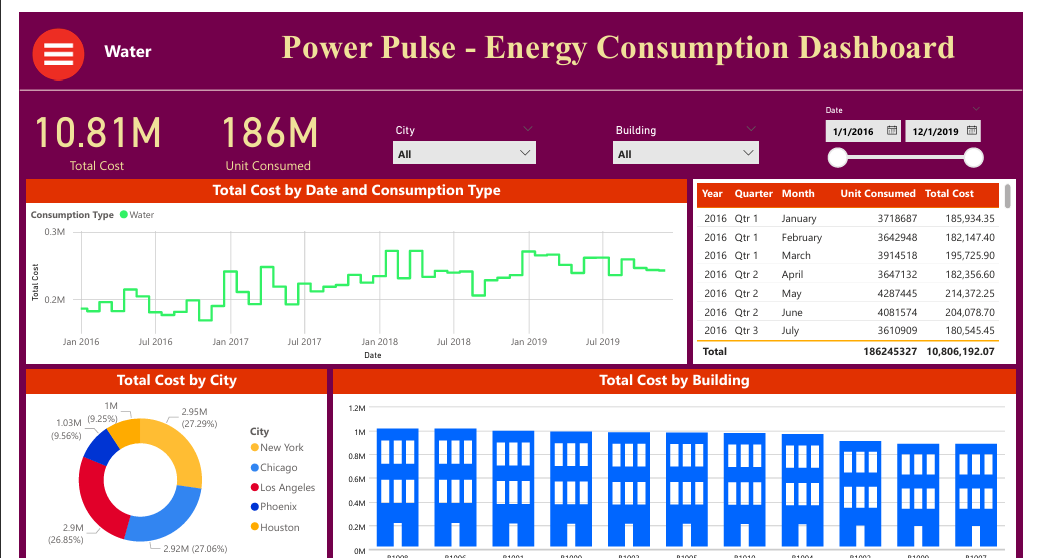 Water
Power Pulse - Energy Consumption Dashboard
10.81M
Total Cost
186M
Unit Consumed
City
All
Building
All
Date
1/1/2016
12/1/2019
Total Cost by Date and Consumption Type
Consumption Type Water
0.3M
0.2M
Total Cost
Jan 2016 Jul 2016 Jan 2017 Jul 2017 Jan 2018 Jul 2018 Jan 2019 Jul 2019
Date
Year Quarter Month Unit Consumed Total Cost
2016 Qtr 1 January 3718687 185,934.35
2016 Qtr 1 February 3642948 182,147.40
2016 Qtr 1 March 3914518 195,725.90
2016 Qtr 2 April 3647132 182,356.60
2016 Qtr 2 May 4287445 214,372.25
2016 Qtr 2 June 4081574 204,078.70
2016 Qtr 3 July 3610909 180,545.45
Total 186245327 10,806,192.07
Total Cost by City
1M
(9.25%)
1.03M
(9.56%)
2.95M
(27.29%)
2.9M
(26.85%)
2.92M (27.06%)
City
New York
Chicago
Los Angeles
Phoenix
Houston
Total Cost by Building
1.2M
1M
0.8M
0.6M
0.4M
0.2M
0M